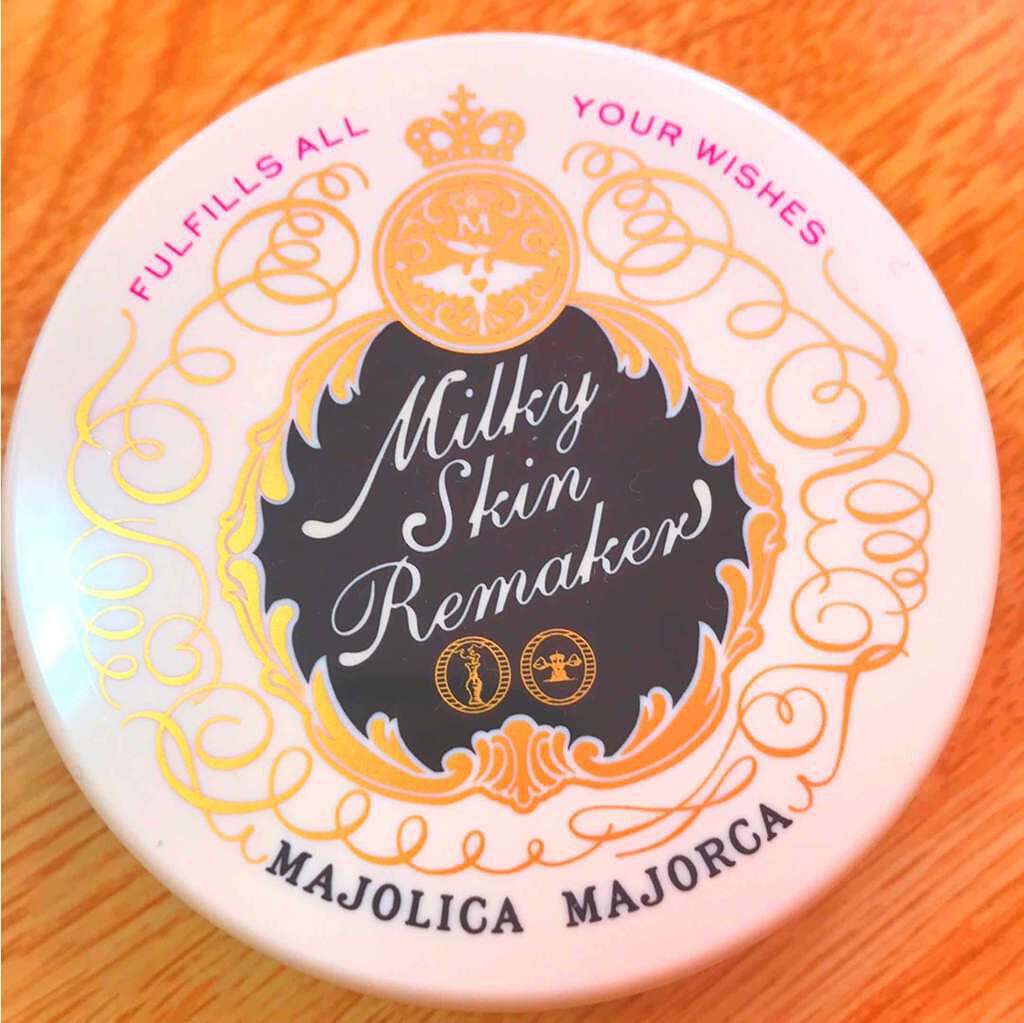 FULFILLS ALL YOUR WISHES
M
Milky
Skin
Remaker
MAJOLICA MAJORCA